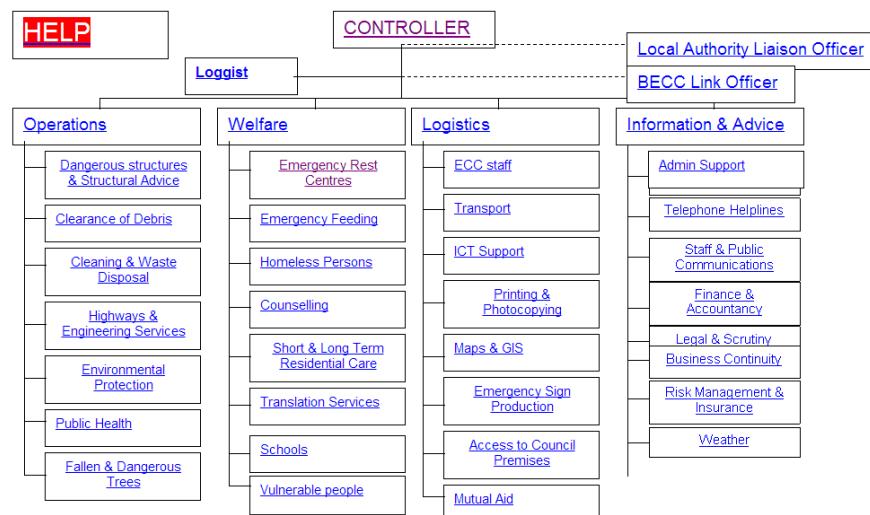 HELP
CONTROLLER
Local Authority Liaison Officer
Loggist
BECC Link Officer
Operations
Welfare
Logistics
Information & Advice
Dangerous structures
& Structural Advice
Clearance of Debris
Cleaning & Waste
Disposal
Highways &
Engineering Services
Environmental
Protection
Public Health
Fallen & Dangerous
Trees
Emergency Rest
Centres
Emergency Feeding
Homeless Persons
Counselling
Short & Long Term
Residential Care
Translation Services
Schools
Vulnerable people
ECC staff
Transport
ICT Support
Printing &
Photocopying
Maps & GIS
Emergency Sign
Production
Access to Council
Premises
Mutual Aid
Admin Support
Telephone Helplines
Staff & Public
Communications
Finance &
Accountancy
Legal & Scrutiny
Business Continuity
Risk Management &
Insurance
Weather